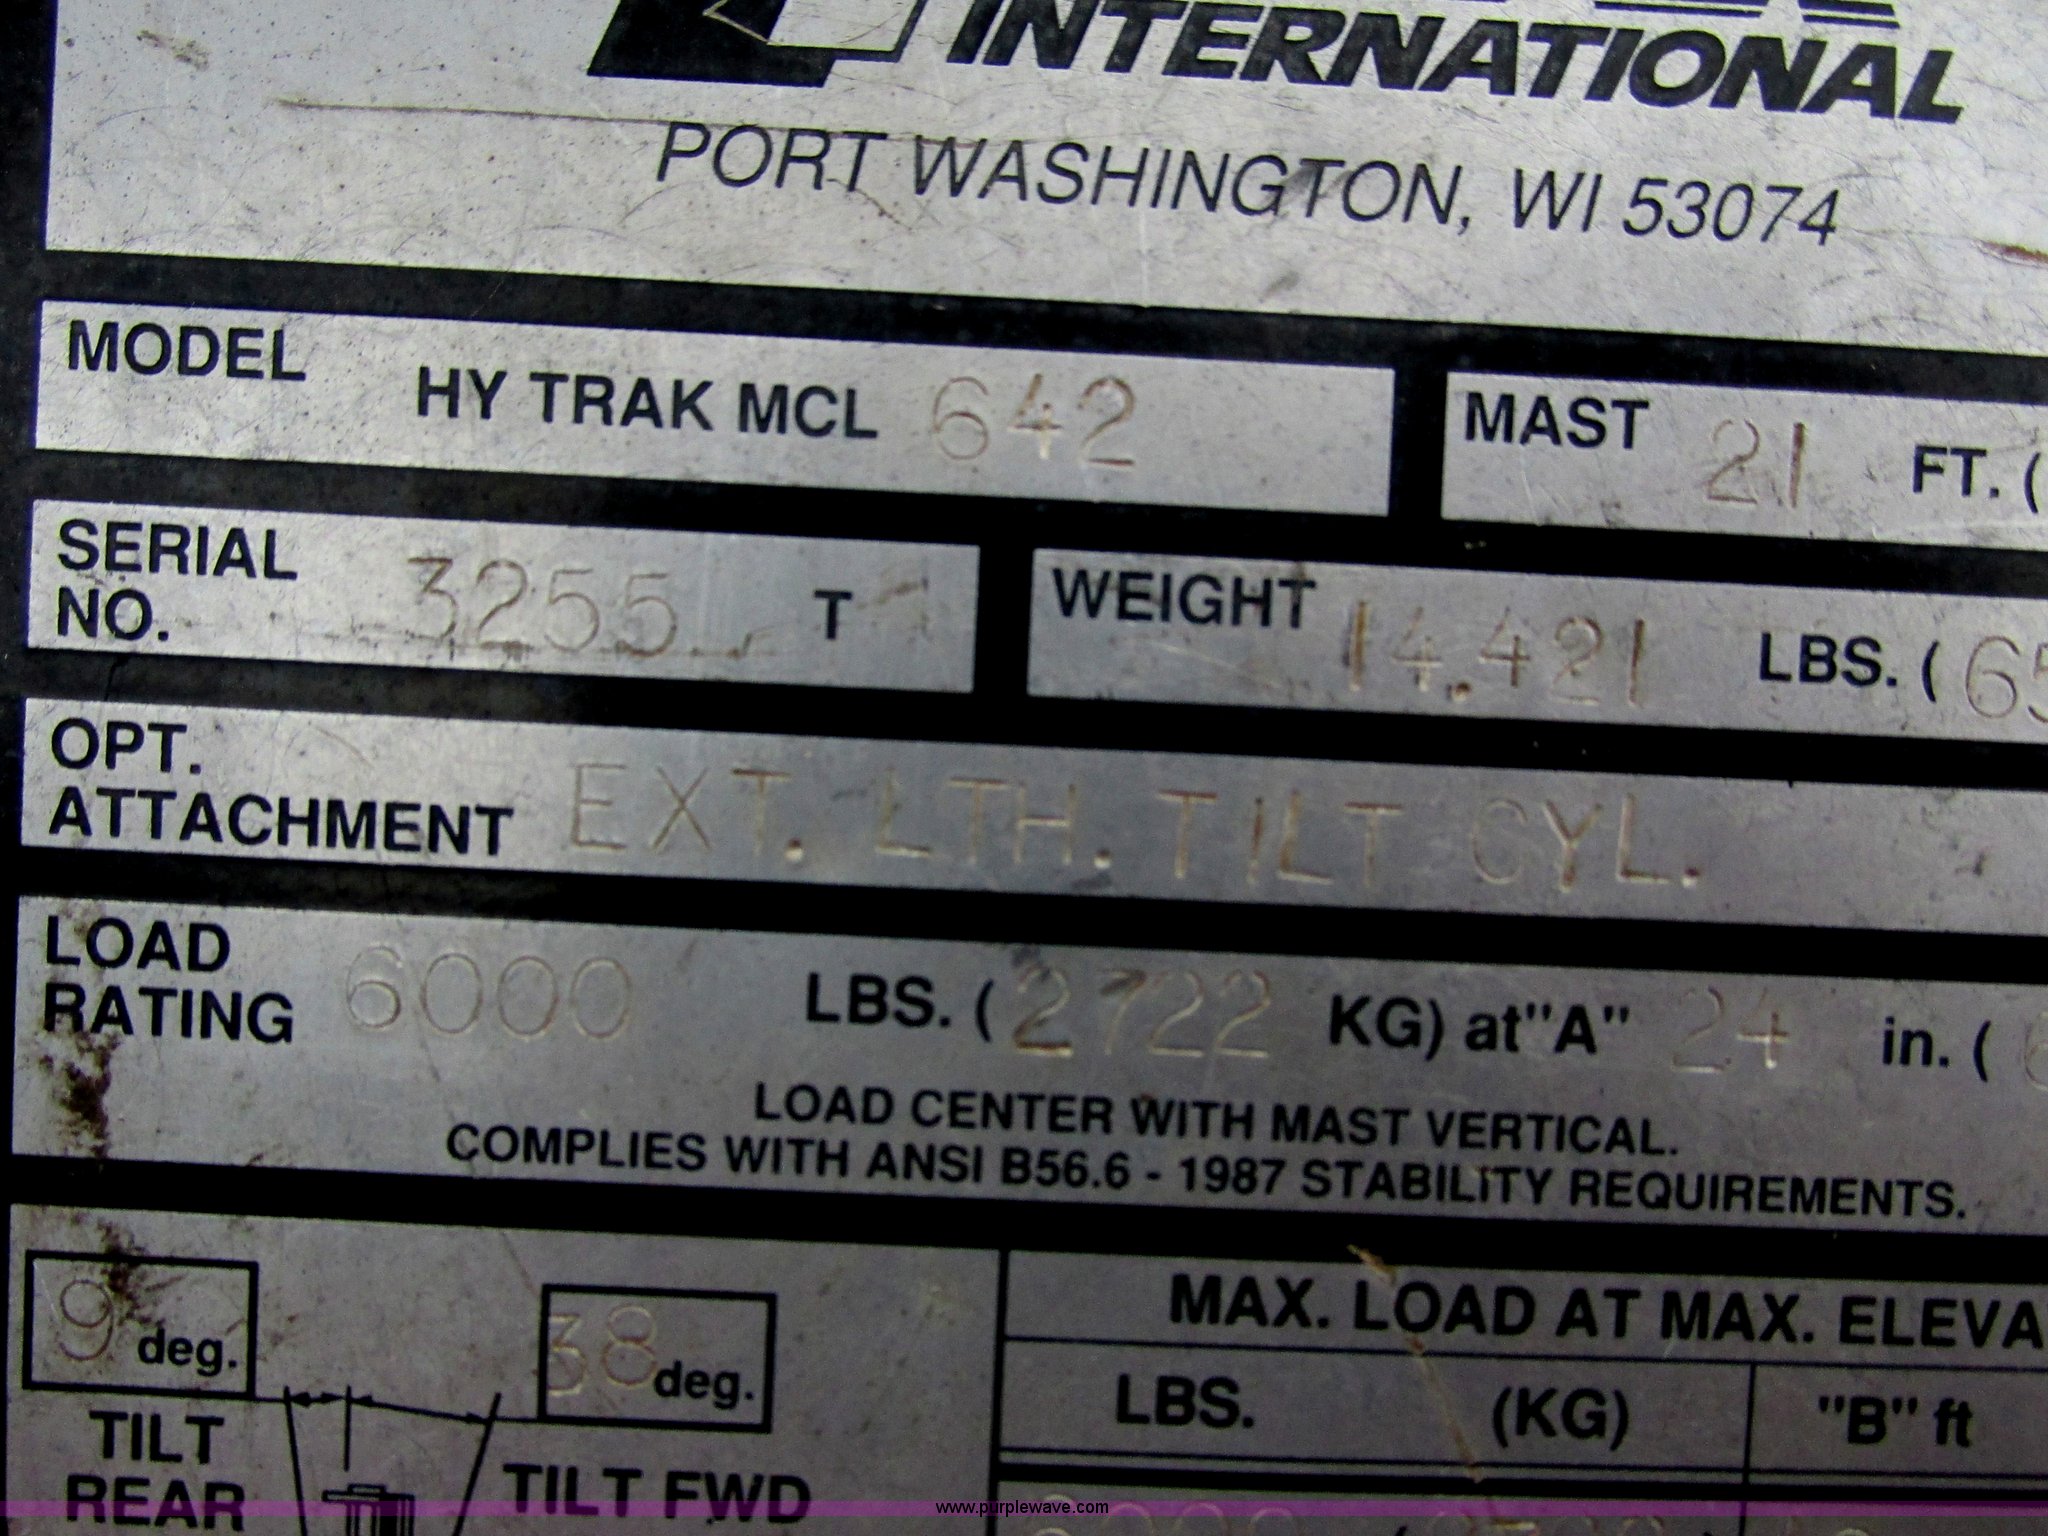 INTERNATIONAL
PORT WASHINGTON, WI 53074
MODEL HY TRAK MCL 642
MAST 21 FT. (
SERIAL NO. 3255 T
WEIGHT 14,421 LBS. (65
OPT. ATTACHMENT EXT. LTH. TILT CYL.
LOAD RATING 6000 LBS. (2722 KG) at "A" 24 in. (
LOAD CENTER WITH MAST VERTICAL.
COMPLIES WITH ANSI B56.6 - 1987 STABILITY REQUIREMENTS.
9 deg.
38 deg.
TILT REAR
TILT FWD
MAX. LOAD AT MAX. ELEVA
LBS. (KG) "B" ft
www.purplewave.com